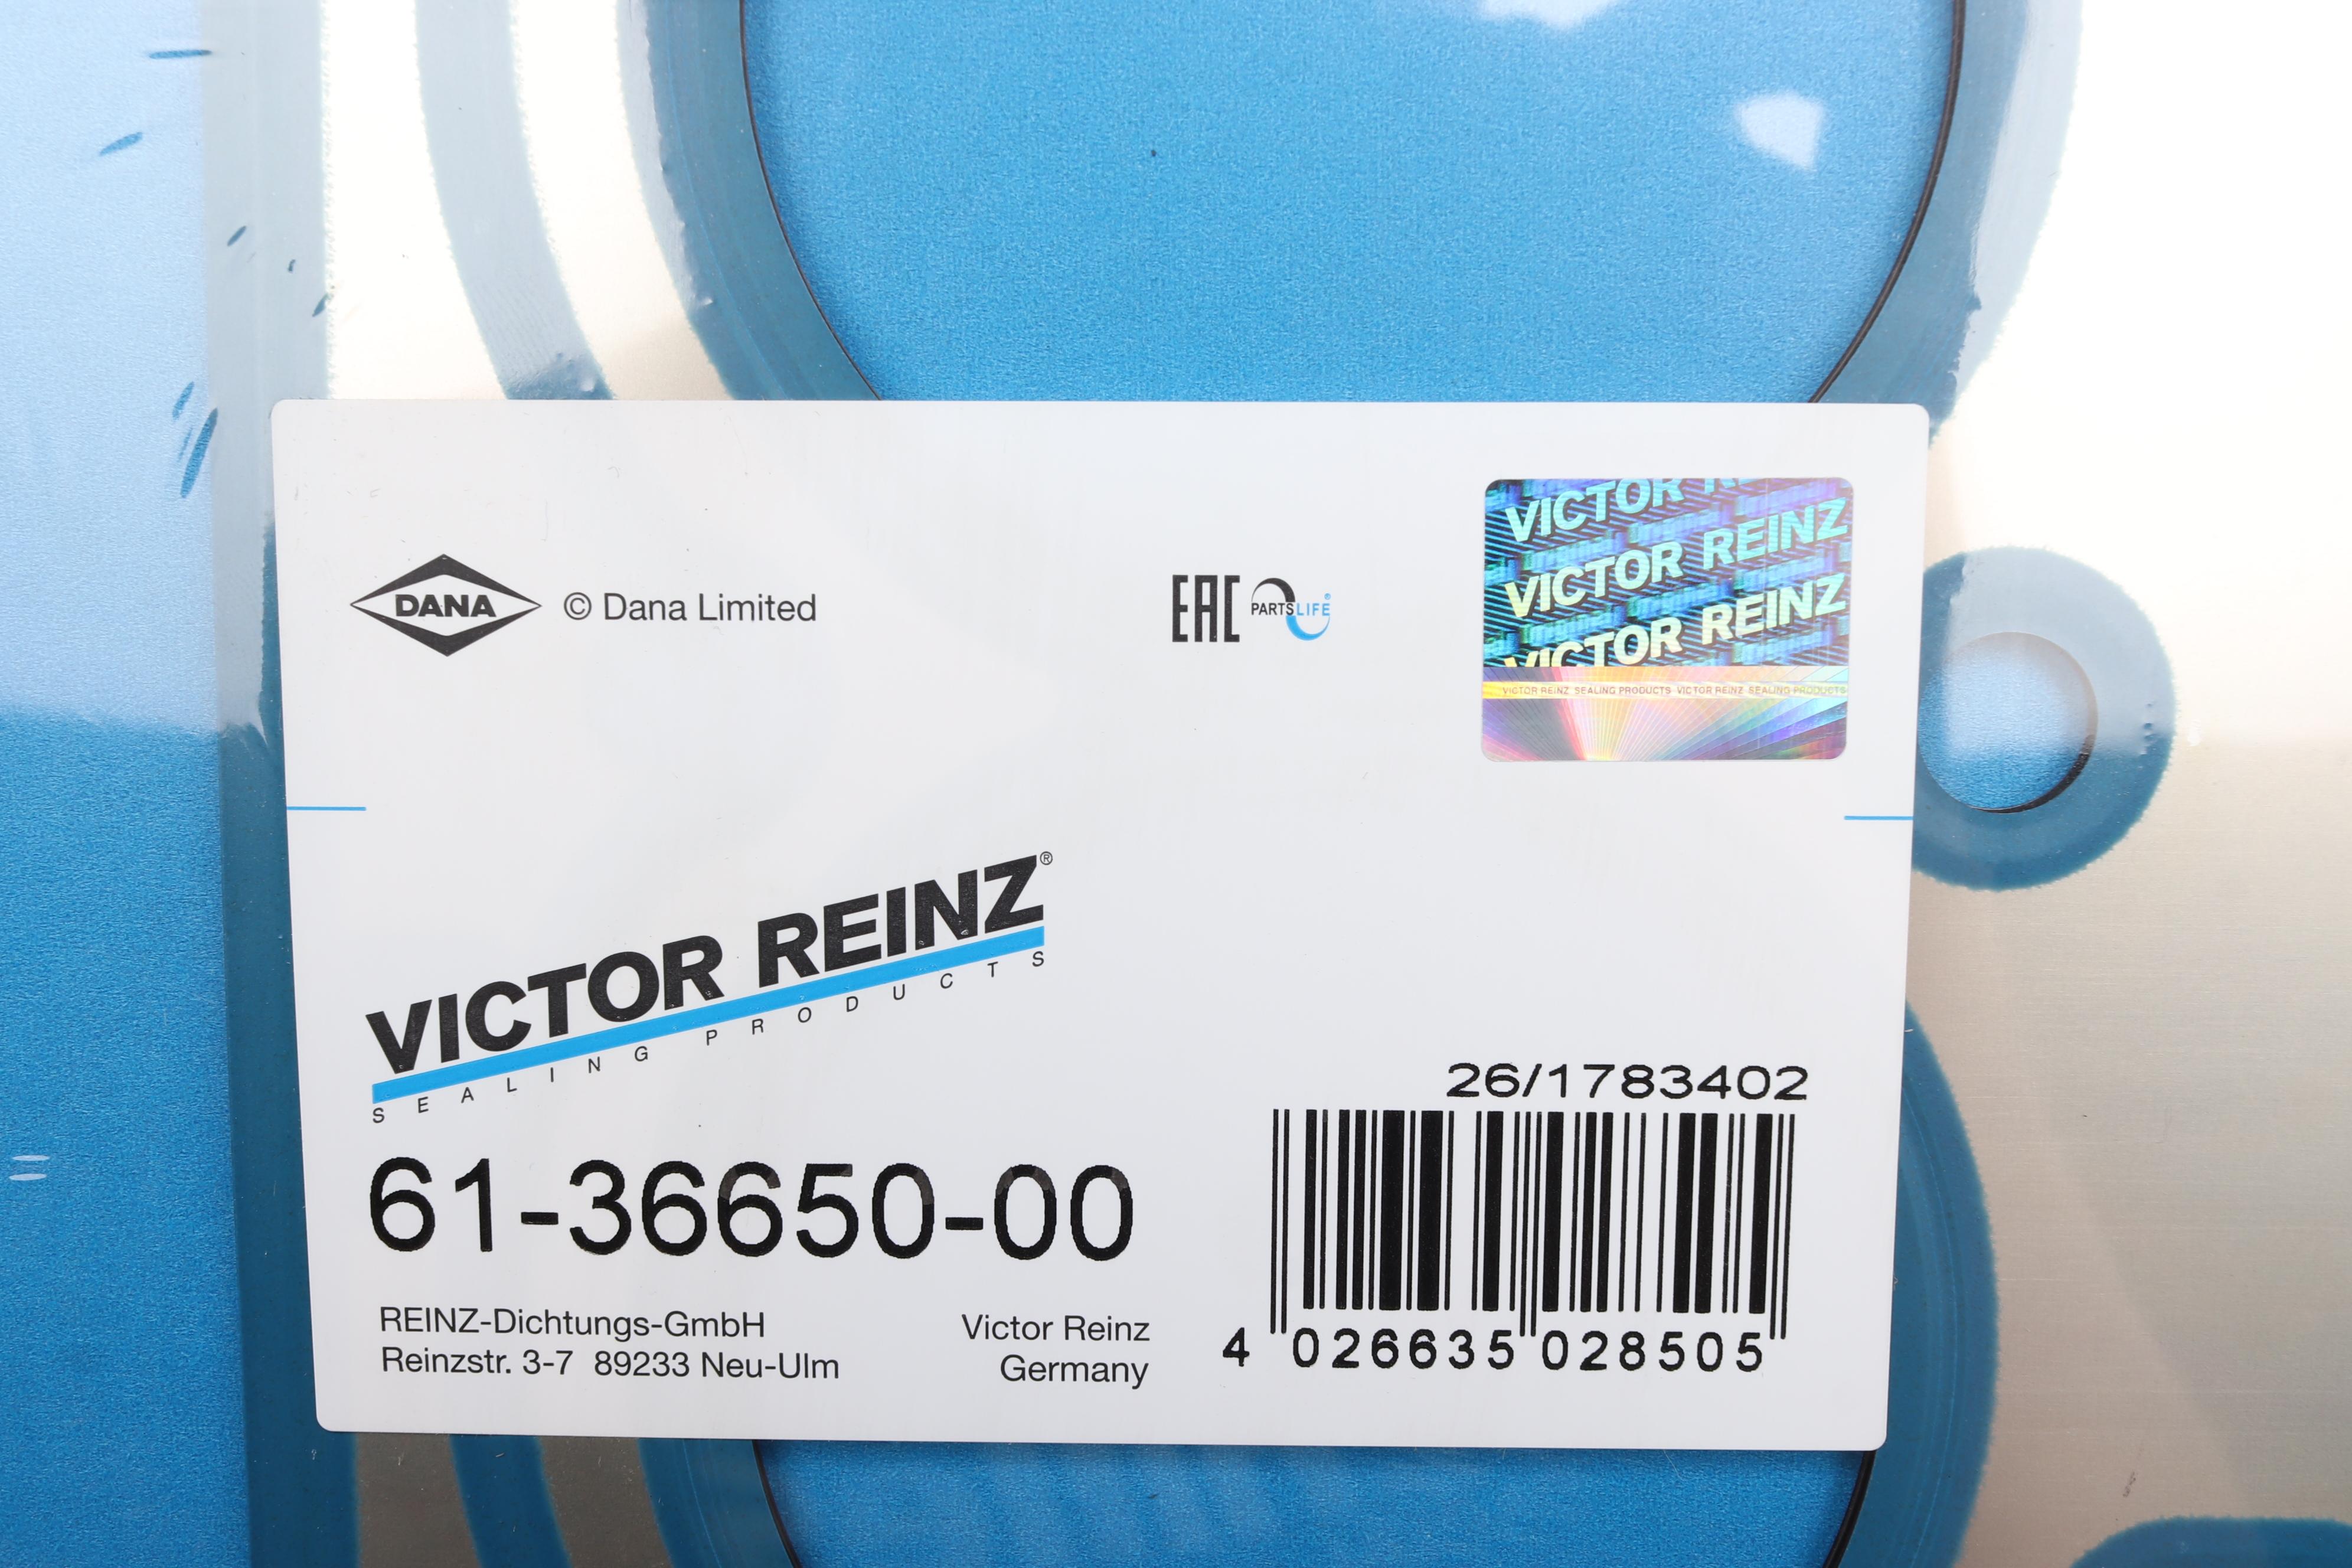 DANA © Dana Limited
EAC PARTSLIFE®
VICTOR R
VICTOR REINZ
VICTOR REINZ
VICTOR REINZ SEALING PRODUCTS VICTOR REINZ SEALING PRODUCTS
VICTOR REINZ®
SEALING PRODUCTS
26/1783402
61-36650-00
REINZ-Dichtungs-GmbH
Reinzstr. 3-7 89233 Neu-Ulm
Victor Reinz
Germany
4 026635 028505